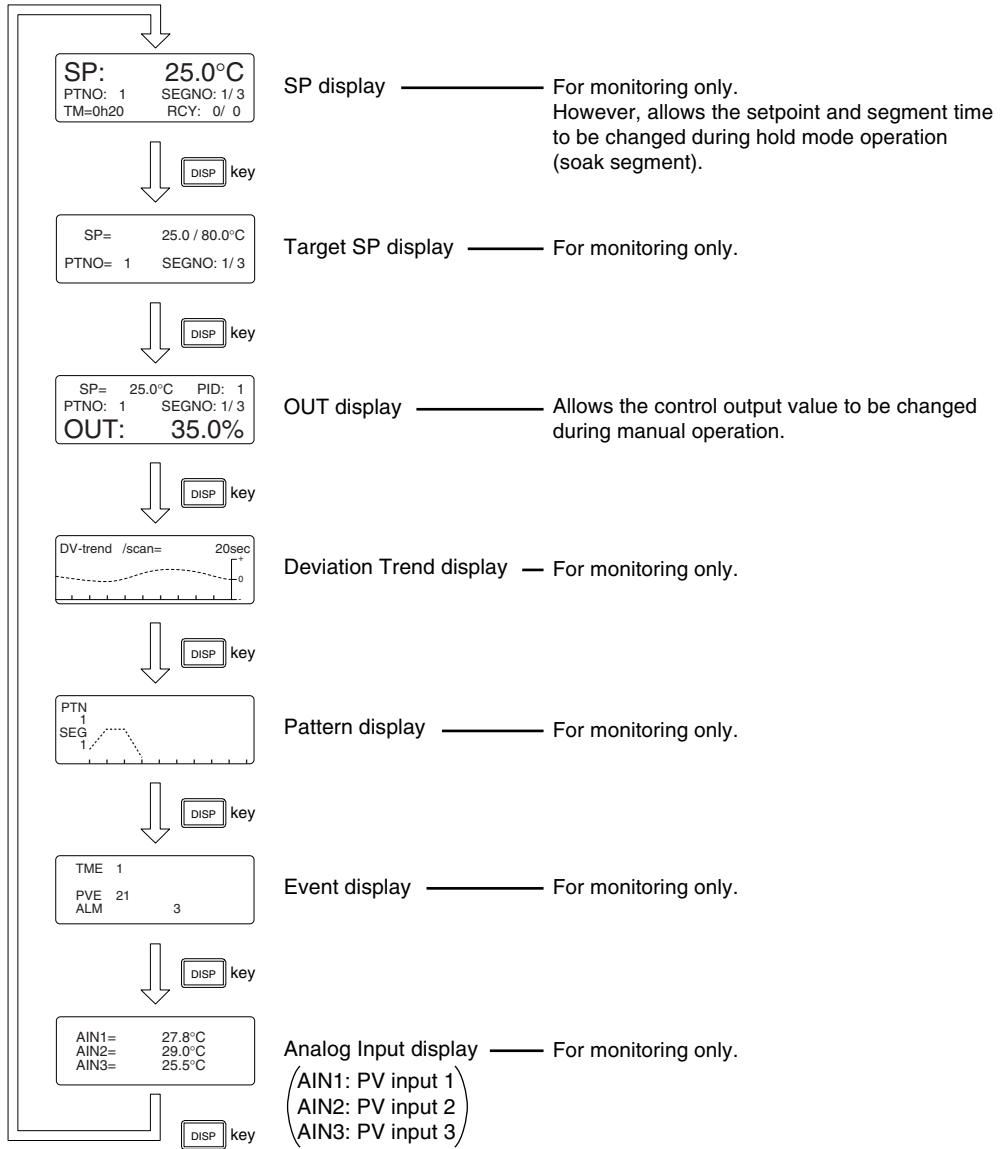 SP: 25.0°C
PTNO: 1 SEGNO: 1/ 3
TM=0h20 RCY: 0/ 0
SP display
For monitoring only.
However, allows the setpoint and segment time
to be changed during hold mode operation
(soak segment).
DISP key
SP= 25.0 / 80.0°C
PTNO= 1 SEGNO: 1/ 3
Target SP display
For monitoring only.
DISP key
SP= 25.0°C PID: 1
PTNO: 1 SEGNO: 1/ 3
OUT: 35.0%
OUT display
Allows the control output value to be changed
during manual operation.
DISP key
DV-trend /scan= 20sec
+
0
-
Deviation Trend display
For monitoring only.
DISP key
PTN
1
SEG
1
Pattern display
For monitoring only.
DISP key
TME 1
PVE 21
ALM 3
Event display
For monitoring only.
DISP key
AIN1= 27.8°C
AIN2= 29.0°C
AIN3= 25.5°C
Analog Input display
For monitoring only.
(AIN1: PV input 1
AIN2: PV input 2
AIN3: PV input 3)
DISP key